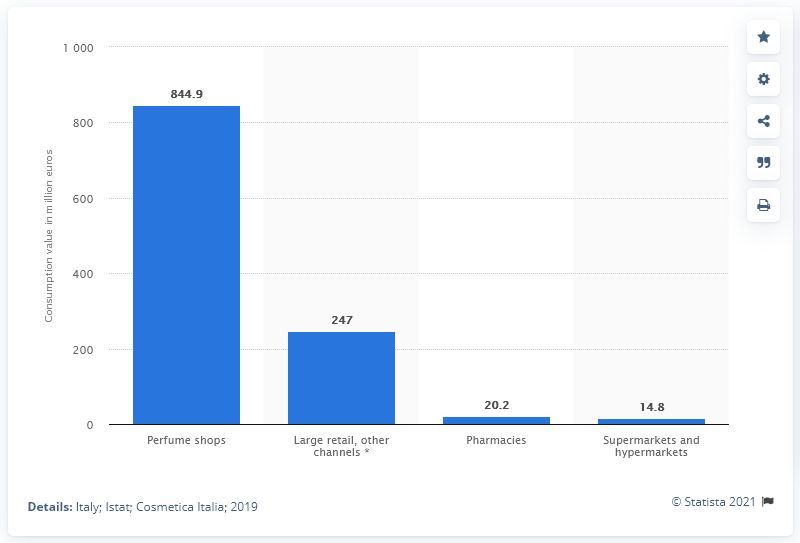 1 000
844.9
800
Consumption value in million euros
600
400
247
200
20.2
14.8
0
Perfume shops
Large retail, other
channels *
Pharmacies
Supermarkets and
hypermarkets
Details: Italy; Istat; Cosmetica Italia; 2019
© Statista 2021